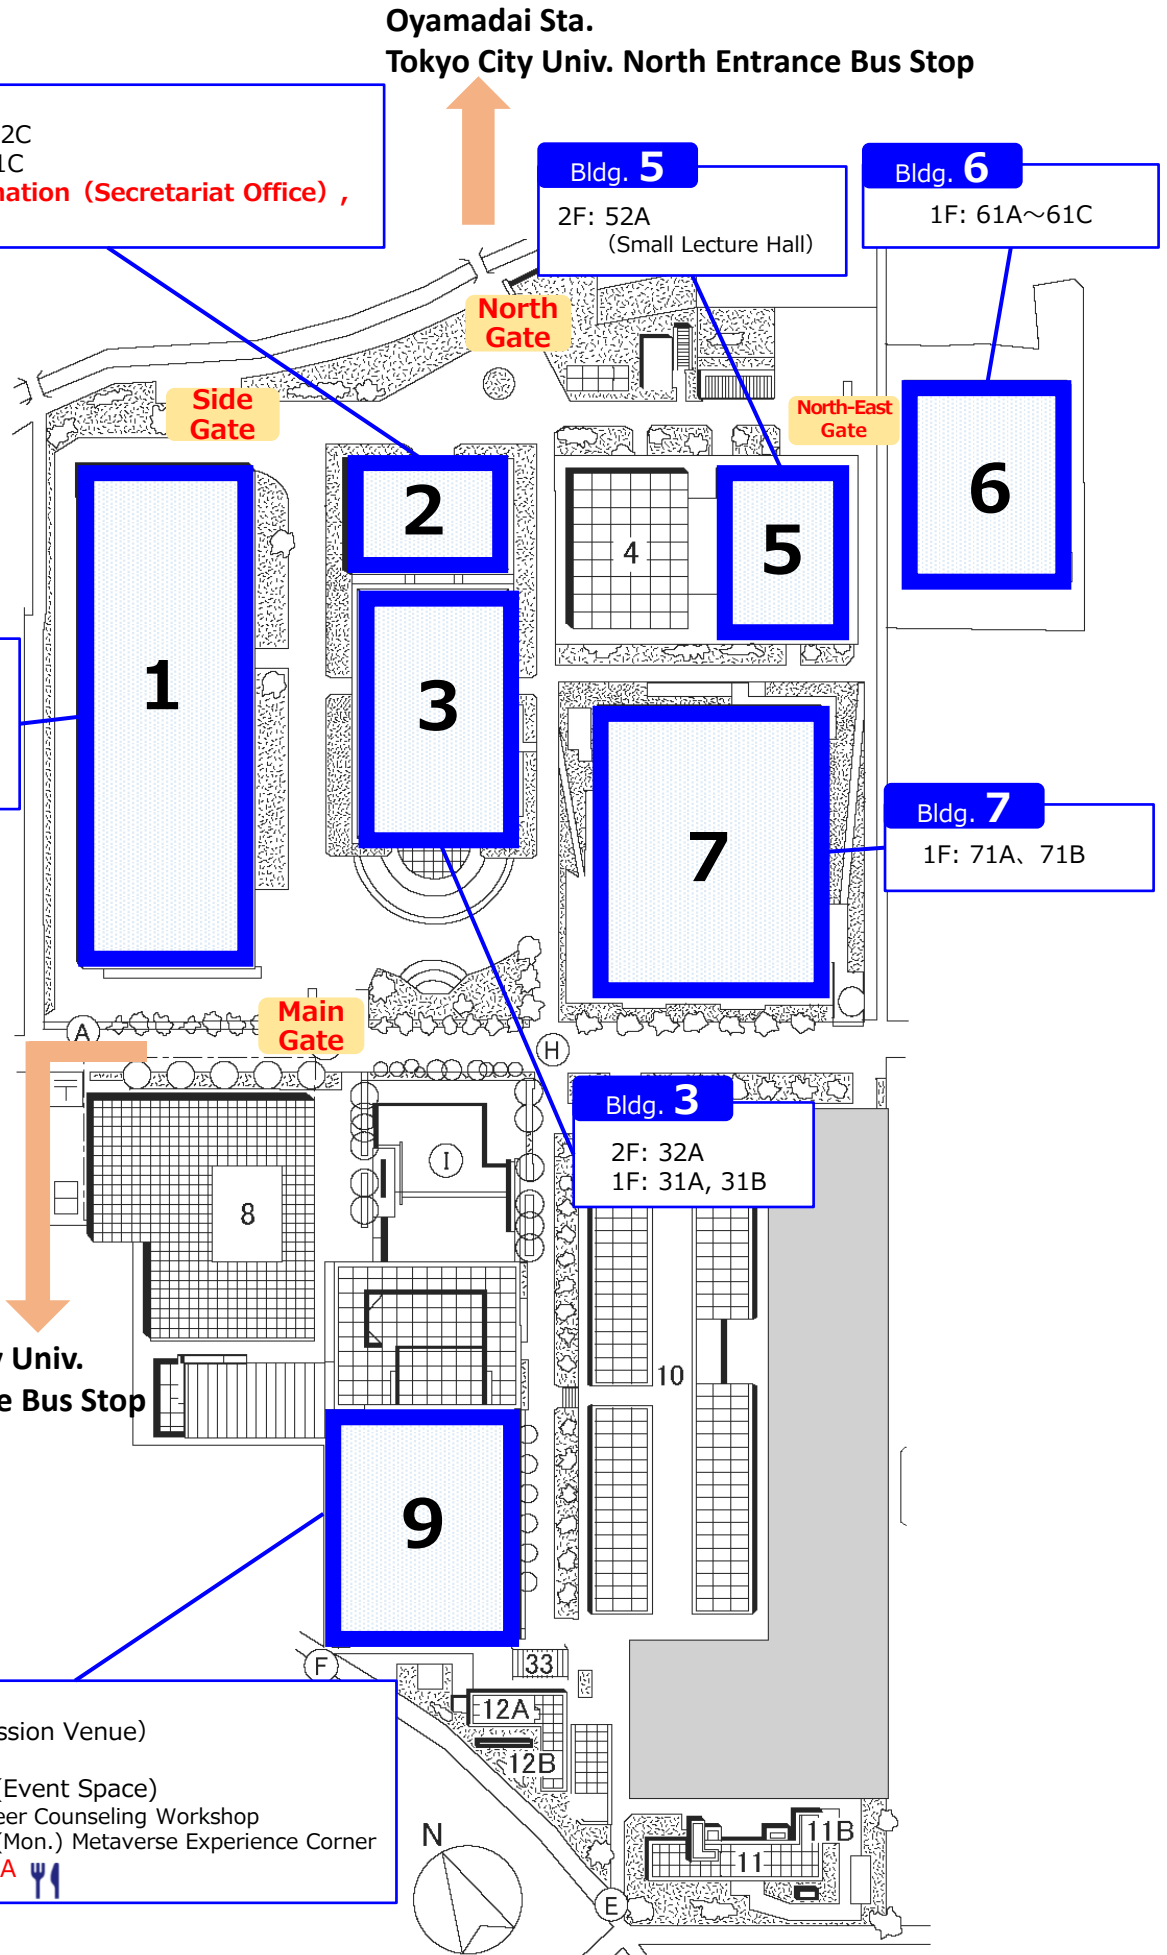 Oyamadai Sta.
Tokyo City Univ. North Entrance Bus Stop
2C
1C
mation（Secretariat Office）,
Bldg. 5
2F: 52A
（Small Lecture Hall）
Bldg. 6
1F: 61A～61C
North
Gate
Side
Gate
North-East
Gate
2
4
5
6
1
3
7
Bldg. 7
1F: 71A、71B
Main
Gate
A
H
Bldg. 3
2F: 32A
1F: 31A, 31B
I
8
Univ.
e Bus Stop
10
9
F
33
12A
12B
ssion Venue）
(Event Space)
eer Counseling Workshop
(Mon.) Metaverse Experience Corner
A
N
11B
11
E